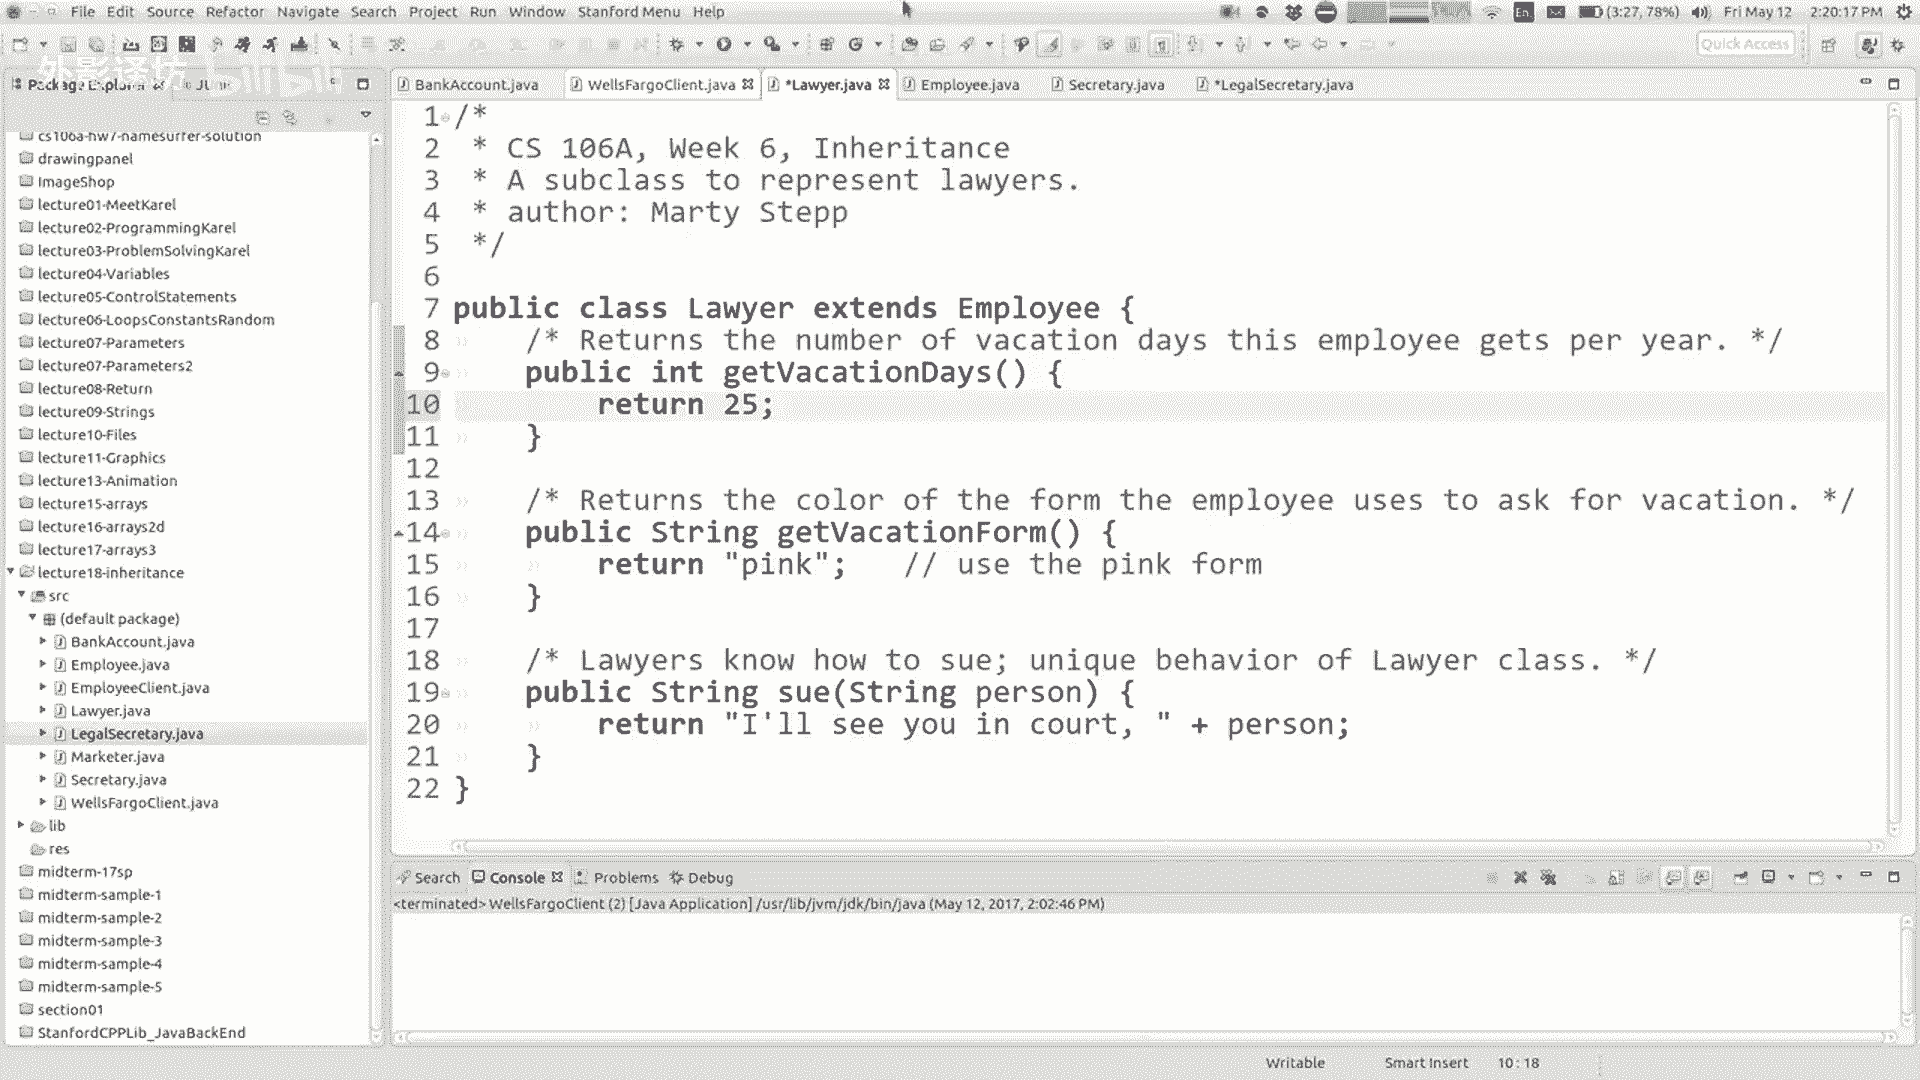 File Edit Source Refactor Navigate Search Project Run Window Stanford Menu Help
En (3:27, 78%) Fri May 12 2:20:17 PM
Quick Access
外影译坊 bilibili
Package Explorer
BankAccount.java WellsFargoClient.java *Lawyer.java Employee.java Secretary.java *LegalSecretary.java
cs106a-hw7-namesurfer-solution
drawingpanel
ImageShop
lecture01-MeetKarel
lecture02-ProgrammingKarel
lecture03-ProblemSolvingKarel
lecture04-Variables
lecture05-ControlStatements
lecture06-LoopsConstantsRandom
lecture07-Parameters
lecture07-Parameters2
lecture08-Return
lecture09-Strings
lecture10-Files
lecture11-Graphics
lecture13-Animation
lecture15-arrays
lecture16-arrays2d
lecture17-arrays3
lecture18-inheritance
src
(default package)
BankAccount.java
Employee.java
EmployeeClient.java
Lawyer.java
LegalSecretary.java
Marketer.java
Secretary.java
WellsFargoClient.java
lib
res
midterm-17sp
midterm-sample-1
midterm-sample-2
midterm-sample-3
midterm-sample-4
midterm-sample-5
section01
StanfordCPPLib_JavaBackEnd
1 /*
2 * CS 106A, Week 6, Inheritance
3 * A subclass to represent lawyers.
4 * author: Marty Stepp
5 */
6
7 public class Lawyer extends Employee {
8 /* Returns the number of vacation days this employee gets per year. */
9 public int getVacationDays() {
10 return 25;
11 }
12
13 /* Returns the color of the form the employee uses to ask for vacation. */
14 public String getVacationForm() {
15 return "pink"; // use the pink form
16 }
17
18 /* Lawyers know how to sue; unique behavior of Lawyer class. */
19 public String sue(String person) {
20 return "I'll see you in court, " + person;
21 }
22 }
Search Console Problems Debug
<terminated> WellsFargoClient (2) [Java Application] /usr/lib/jvm/jdk/bin/java (May 12, 2017, 2:02:46 PM)
Writable Smart Insert 10:18